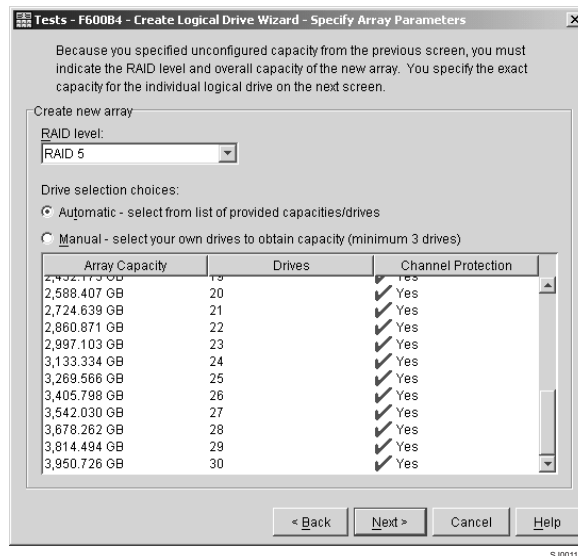 Tests - F600B4 - Create Logical Drive Wizard - Specify Array Parameters
Because you specified unconfigured capacity from the previous screen, you must
indicate the RAID level and overall capacity of the new array. You specify the exact
capacity for the individual logical drive on the next screen.
Create new array
RAID level:
RAID 5
Drive selection choices:
Automatic - select from list of provided capacities/drives
Manual - select your own drives to obtain capacity (minimum 3 drives)
Array Capacity Drives Channel Protection
2,452.175 GB 19 Yes
2,588.407 GB 20 Yes
2,724.639 GB 21 Yes
2,860.871 GB 22 Yes
2,997.103 GB 23 Yes
3,133.334 GB 24 Yes
3,269.566 GB 25 Yes
3,405.798 GB 26 Yes
3,542.030 GB 27 Yes
3,678.262 GB 28 Yes
3,814.494 GB 29 Yes
3,950.726 GB 30 Yes
< Back Next > Cancel Help